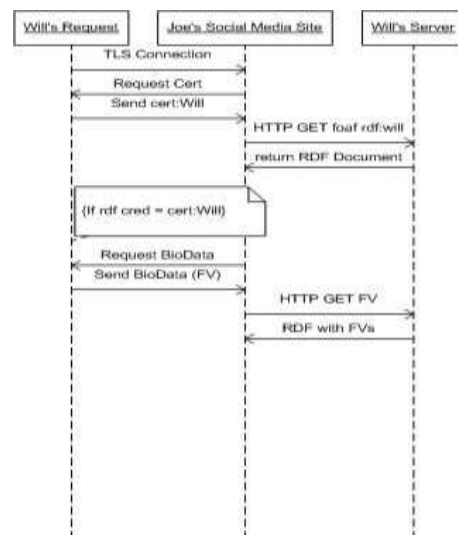 Will's Request
Joe's Social Media Site
Will's Server
TLS Connection
Request Cert
Send cert:Will
HTTP GET foaf rdf:will
return RDF Document
{If rdf cred = cert:Will}
Request BioData
Send BioData (FV)
HTTP GET FV
RDF with FVs